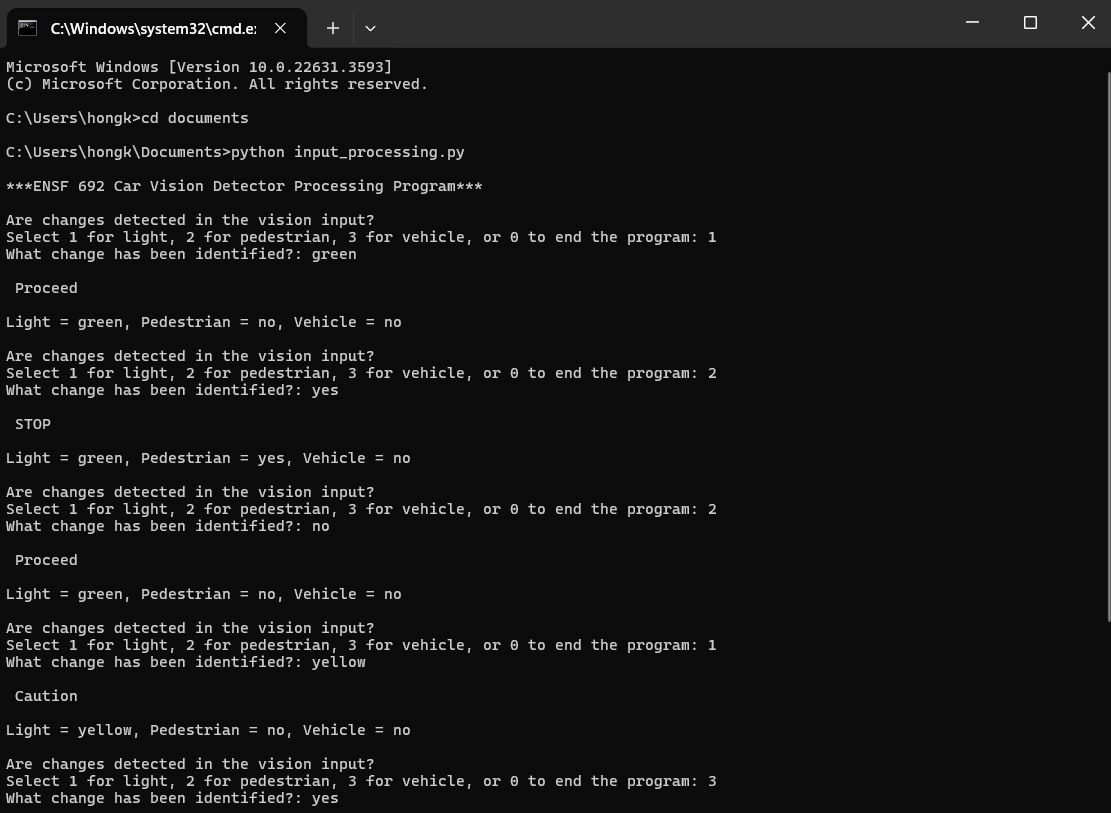 C:\Windows\system32\cmd.e:
Microsoft Windows [Version 10.0.22631.3593]
(c) Microsoft Corporation. All rights reserved.
C:\Users\hongk>cd documents
C:\Users\hongk\Documents>python input_processing.py
***ENSF 692 Car Vision Detector Processing Program***
Are changes detected in the vision input?
Select 1 for light, 2 for pedestrian, 3 for vehicle, or 0 to end the program: 1
What change has been identified?: green
Proceed
Light = green, Pedestrian = no, Vehicle = no
Are changes detected in the vision input?
Select 1 for light, 2 for pedestrian, 3 for vehicle, or 0 to end the program: 2
What change has been identified?: yes
STOP
Light = green, Pedestrian = yes, Vehicle = no
Are changes detected in the vision input?
Select 1 for light, 2 for pedestrian, 3 for vehicle, or 0 to end the program: 2
What change has been identified?: no
Proceed
Light = green, Pedestrian = no, Vehicle = no
Are changes detected in the vision input?
Select 1 for light, 2 for pedestrian, 3 for vehicle, or 0 to end the program: 1
What change has been identified?: yellow
Caution
Light = yellow, Pedestrian = no, Vehicle = no
Are changes detected in the vision input?
Select 1 for light, 2 for pedestrian, 3 for vehicle, or 0 to end the program: 3
What change has been identified?: yes